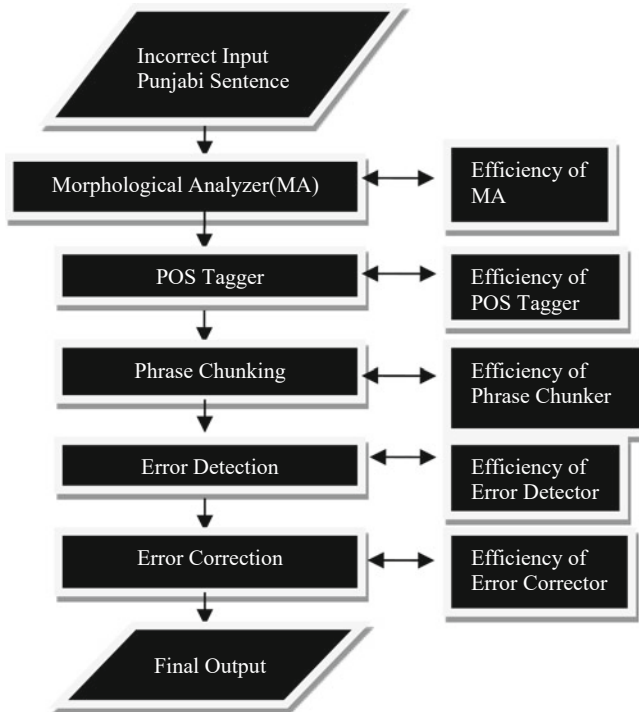 Incorrect Input
Punjabi Sentence
Morphological Analyzer(MA)
Efficiency of
MA
POS Tagger
Efficiency of
POS Tagger
Phrase Chunking
Efficiency of
Phrase Chunker
Error Detection
Efficiency of
Error Detector
Error Correction
Efficiency of
Error Corrector
Final Output